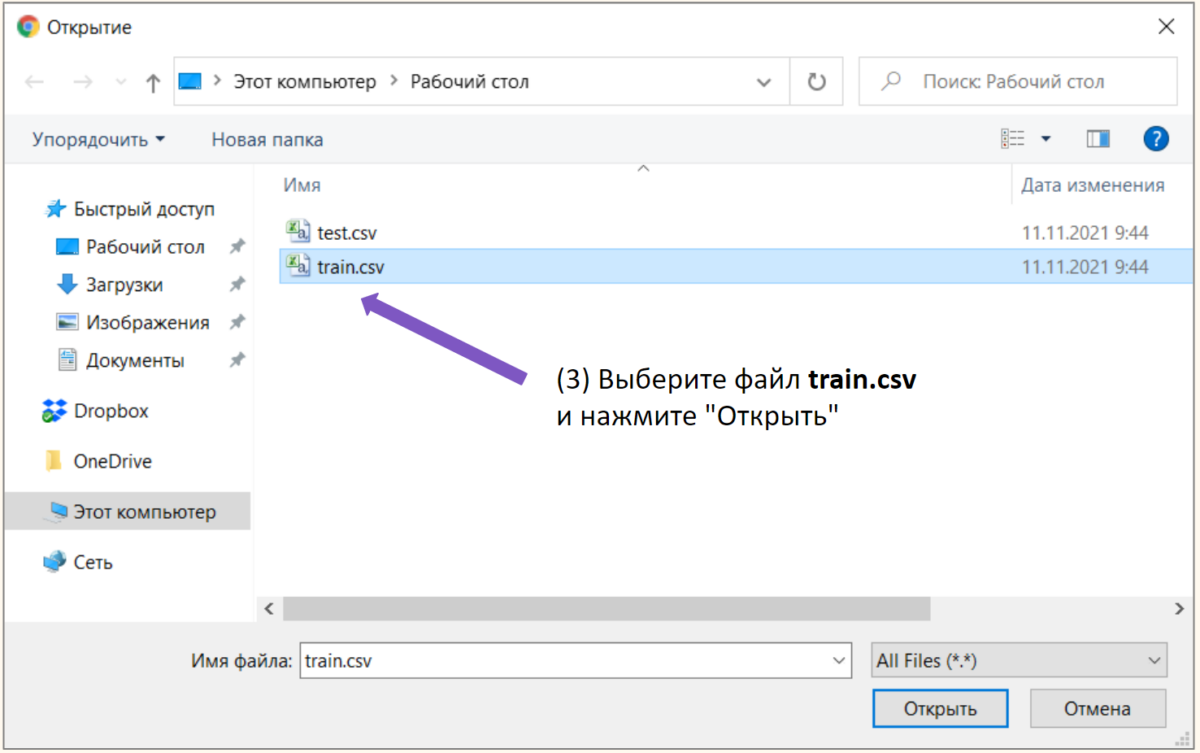 Открытие
Этот компьютер > Рабочий стол
Поиск: Рабочий стол
Упорядочить
Новая папка
?
Имя
Дата изменения
Быстрый доступ
Рабочий стол
Загрузки
Изображения
Документы
Dropbox
OneDrive
Этот компьютер
Сеть
test.csv
11.11.2021 9:44
train.csv
11.11.2021 9:44
(3) Выберите файл train.csv
и нажмите "Открыть"
Имя файла:
train.csv
All Files (*.*)
Открыть
Отмена